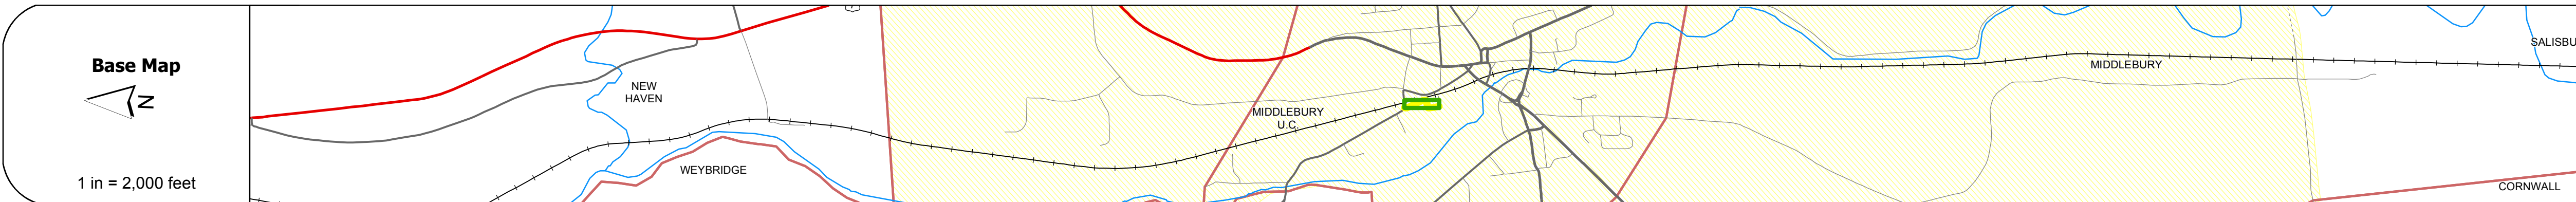 Base Map
N
1 in = 2,000 feet
NEW
HAVEN
WEYBRIDGE
MIDDLEBURY
U.C.
MIDDLEBURY
SALISBU
CORNWALL